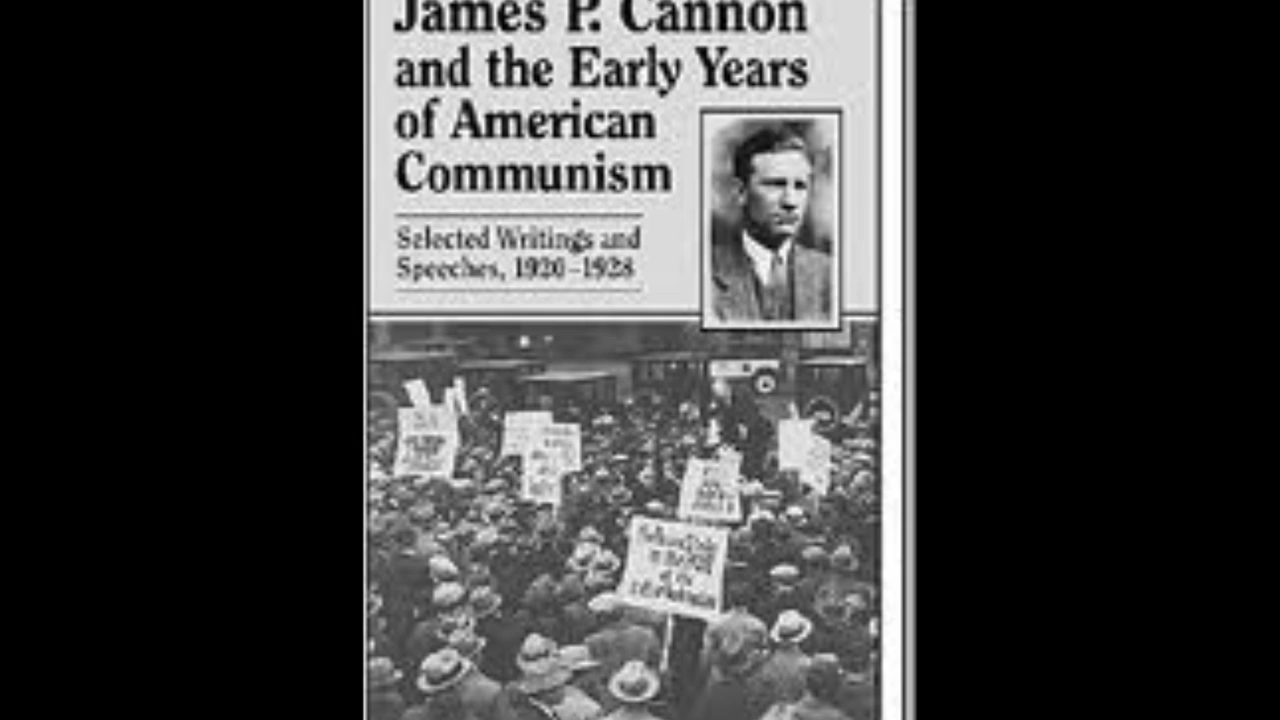 James P. Cannon
and the Early Years
of American
Communism
Selected Writings and
Speeches, 1920–1928